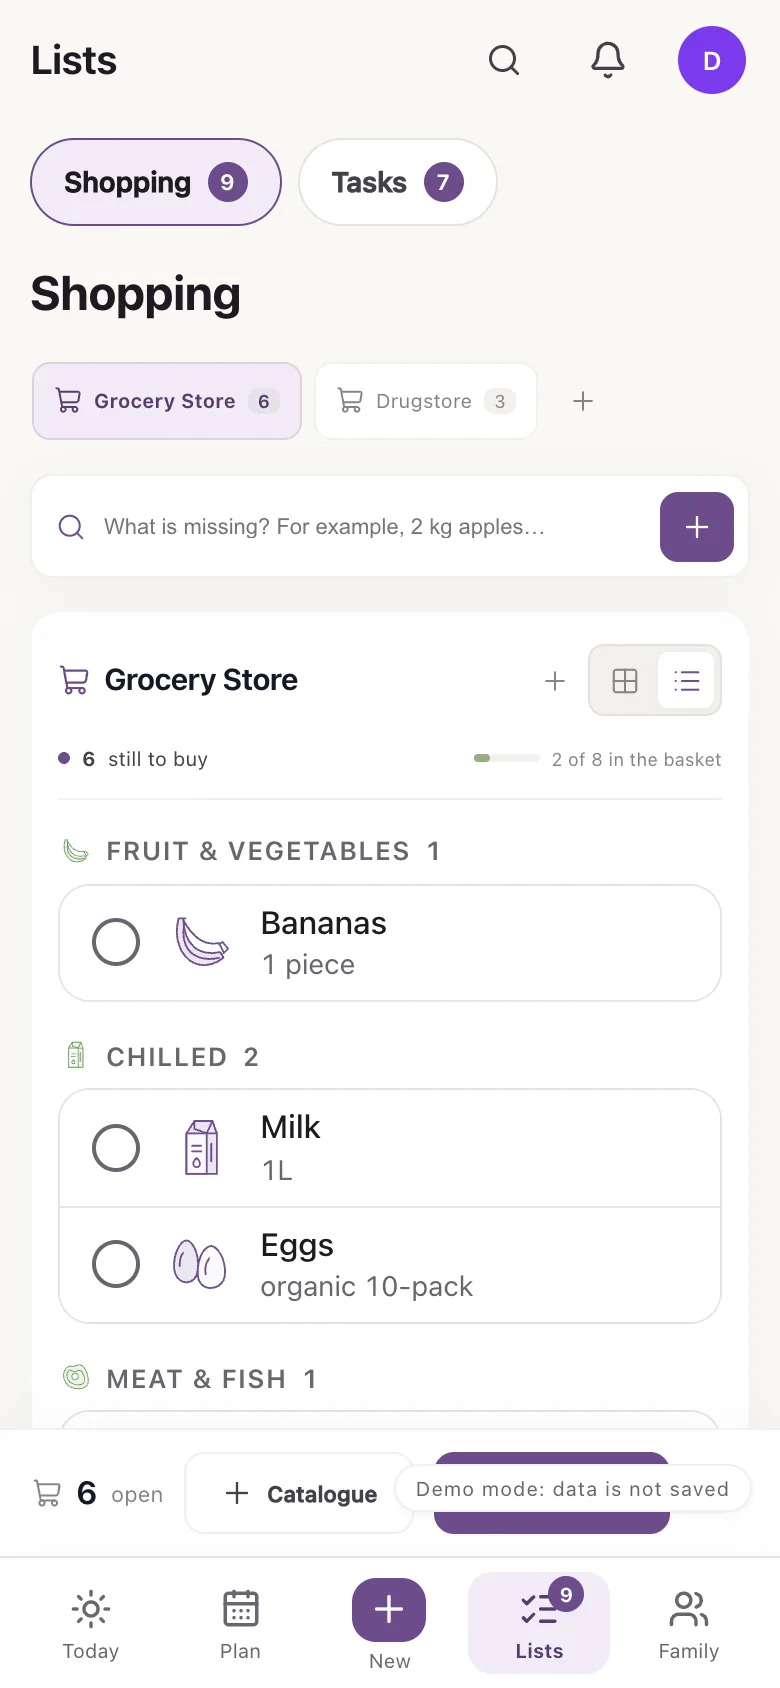 Lists
D
Shopping 9
Tasks 7
Shopping
Grocery Store 6
Drugstore 3
What is missing? For example, 2 kg apples...
Grocery Store
6 still to buy
2 of 8 in the basket
FRUIT & VEGETABLES 1
Bananas
1 piece
CHILLED 2
Milk
1L
Eggs
organic 10-pack
MEAT & FISH 1
6 open
Catalogue
Demo mode: data is not saved
9
Today
Plan
New
Lists
Family